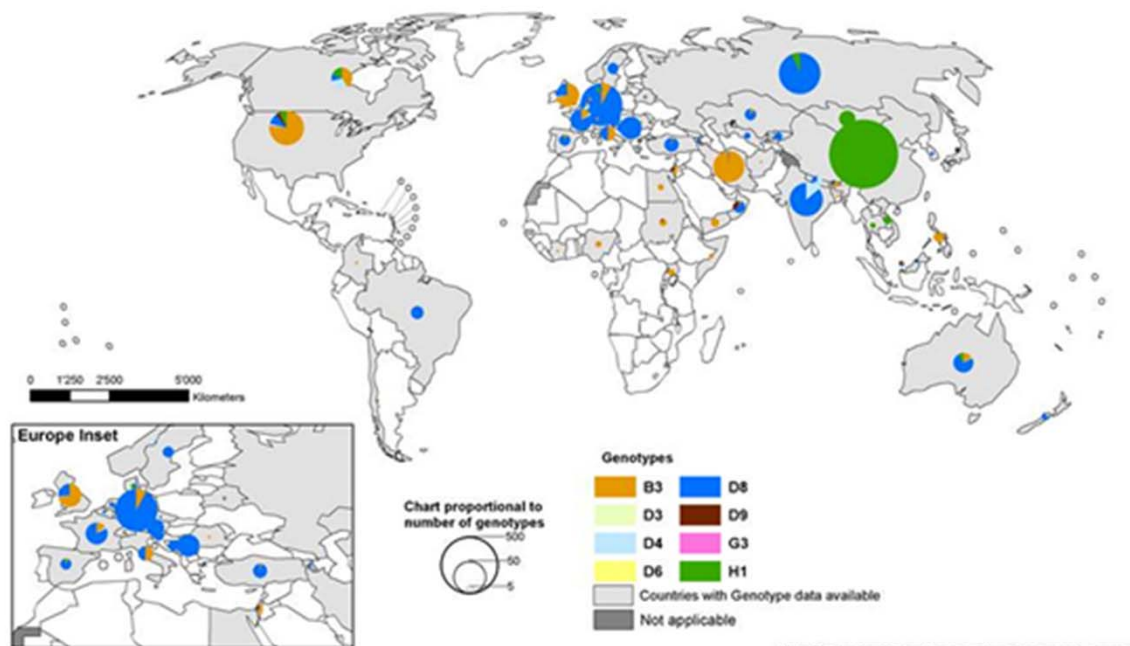 0 1'250 2'500 5'000
Kilometers
Europe Inset
Chart proportional to
number of genotypes
500
50
5
Genotypes
B3 D8
D3 D9
D4 G3
D6 H1
Countries with Genotype data available
Not applicable